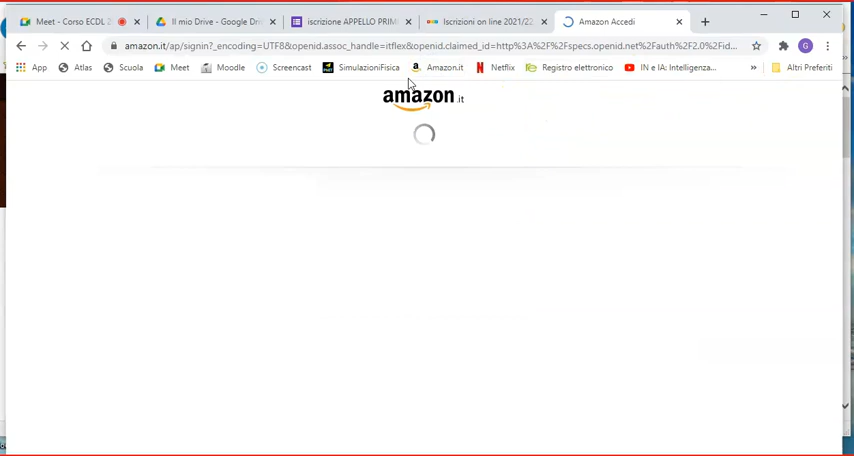 Meet - Corso ECDL 2
Il mio Drive - Google Dri
iscrizione APPELLO PRIM
Iscrizioni on line 2021/22
Amazon Accedi
amazon.it/ap/signin?_encoding=UTF8&openid.assoc_handle=itflex&openid.claimed_id=http%3A%2F%2Fspecs.openid.net%2Fauth%2F2.0%2Fid...
G
App Atlas Scuola Meet Moodle Screencast SimulazioniFisica Amazon.it Netflix Registro elettronico IN e IA: Intelligenza... » Altri Preferiti
amazon.it